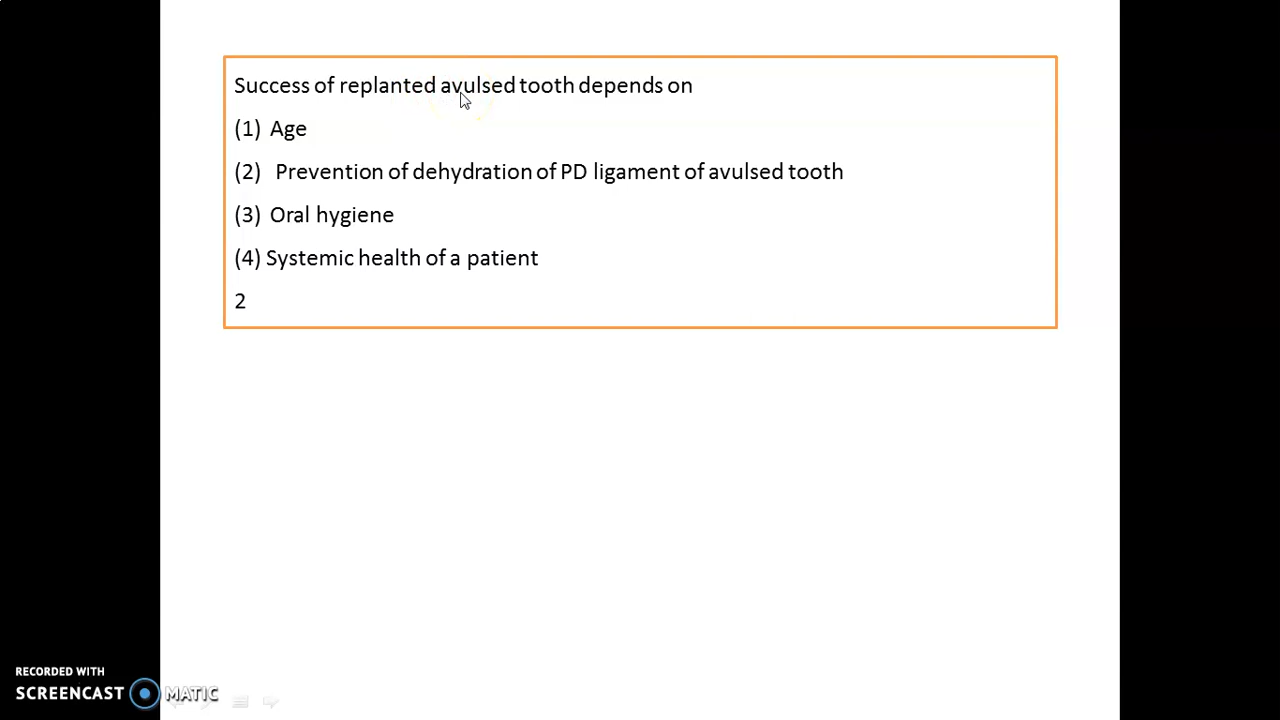 Success of replanted avulsed tooth depends on
(1) Age
(2) Prevention of dehydration of PD ligament of avulsed tooth
(3) Oral hygiene
(4) Systemic health of a patient
2
RECORDED WITH
SCREENCAST MATIC